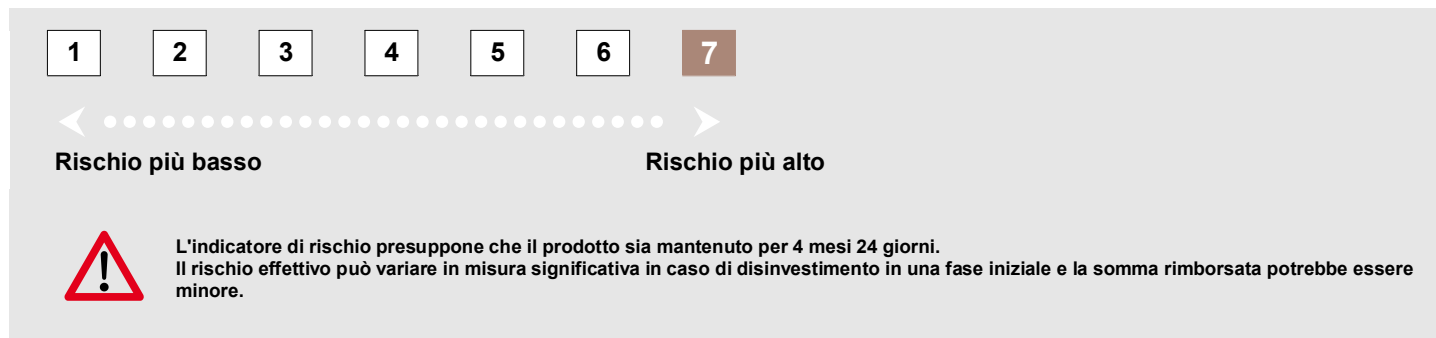 1 2 3 4 5 6 7
Rischio più basso Rischio più alto
L'indicatore di rischio presuppone che il prodotto sia mantenuto per 4 mesi 24 giorni.
Il rischio effettivo può variare in misura significativa in caso di disinvestimento in una fase iniziale e la somma rimborsata potrebbe essere
minore.